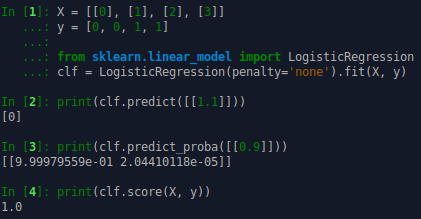 In [1]: X = [[0], [1], [2], [3]]
   ...: y = [0, 0, 1, 1]
   ...:
   ...: from sklearn.linear_model import LogisticRegression
   ...: clf = LogisticRegression(penalty='none').fit(X, y)
In [2]: print(clf.predict([[1.1]]))
[0]
In [3]: print(clf.predict_proba([[0.9]]))
[[9.99979559e-01 2.04410118e-05]]
In [4]: print(clf.score(X, y))
1.0